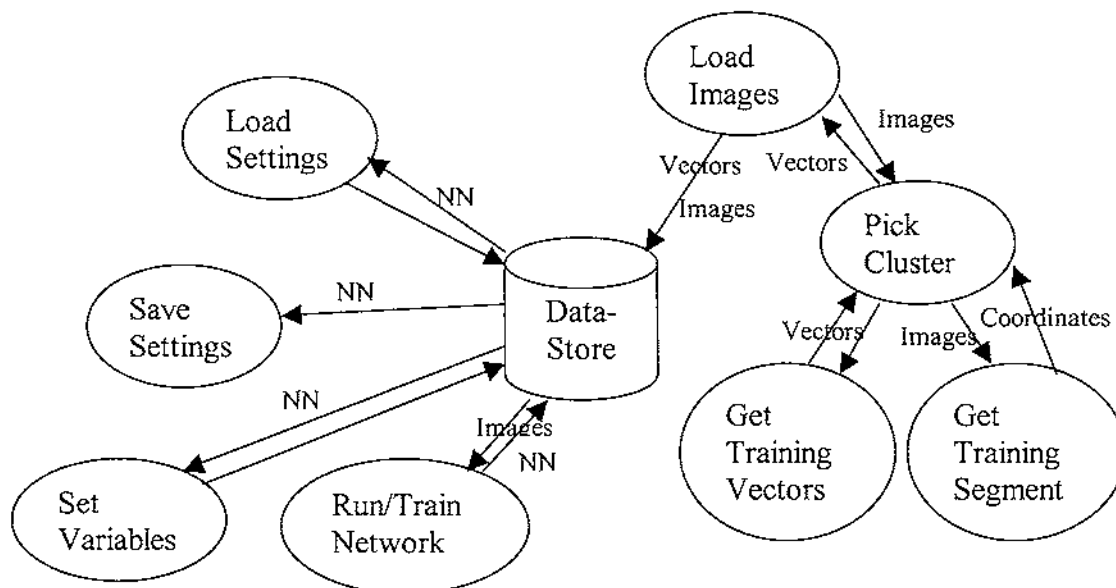 Load
Images
Images
Load
Settings
Vectors
Vectors
NN
Images
Pick
Cluster
Save
Settings
NN
Data-
Store
Vectors
Images
Coordinates
NN
Images
NN
Get
Training
Vectors
Get
Training
Segment
Set
Variables
Run/Train
Network